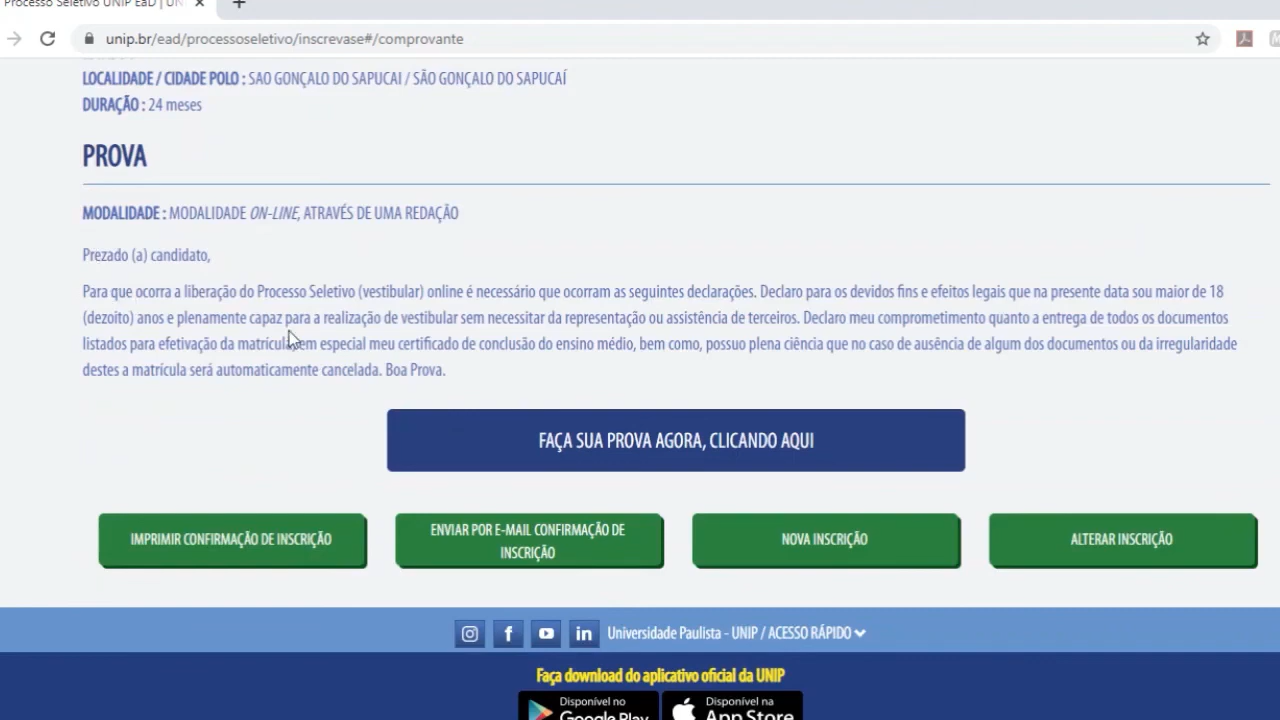 Processo Seletivo UNIP EaD | UN
unip.br/ead/processoseletivo/inscrevase#/comprovante
LOCALIDADE / CIDADE POLO : SAO GONÇALO DO SAPUCAI / SÃO GONÇALO DO SAPUCAÍ
DURAÇÃO : 24 meses
PROVA
MODALIDADE : MODALIDADE ON-LINE, ATRAVÉS DE UMA REDAÇÃO
Prezado (a) candidato,
Para que ocorra a liberação do Processo Seletivo (vestibular) online é necessário que ocorram as seguintes declarações. Declaro para os devidos fins e efeitos legais que na presente data sou maior de 18
(dezoito) anos e plenamente capaz para a realização de vestibular sem necessitar da representação ou assistência de terceiros. Declaro meu comprometimento quanto a entrega de todos os documentos
listados para efetivação da matrícula em especial meu certificado de conclusão do ensino médio, bem como, possuo plena ciência que no caso de ausência de algum dos documentos ou da irregularidade
destes a matrícula será automaticamente cancelada. Boa Prova.
FAÇA SUA PROVA AGORA, CLICANDO AQUI
IMPRIMIR CONFIRMAÇÃO DE INSCRIÇÃO
ENVIAR POR E-MAIL CONFIRMAÇÃO DE
INSCRIÇÃO
NOVA INSCRIÇÃO
ALTERAR INSCRIÇÃO
Universidade Paulista - UNIP / ACESSO RÁPIDO
Faça download do aplicativo oficial da UNIP
Disponível no
Google Play
Disponível na
App Store